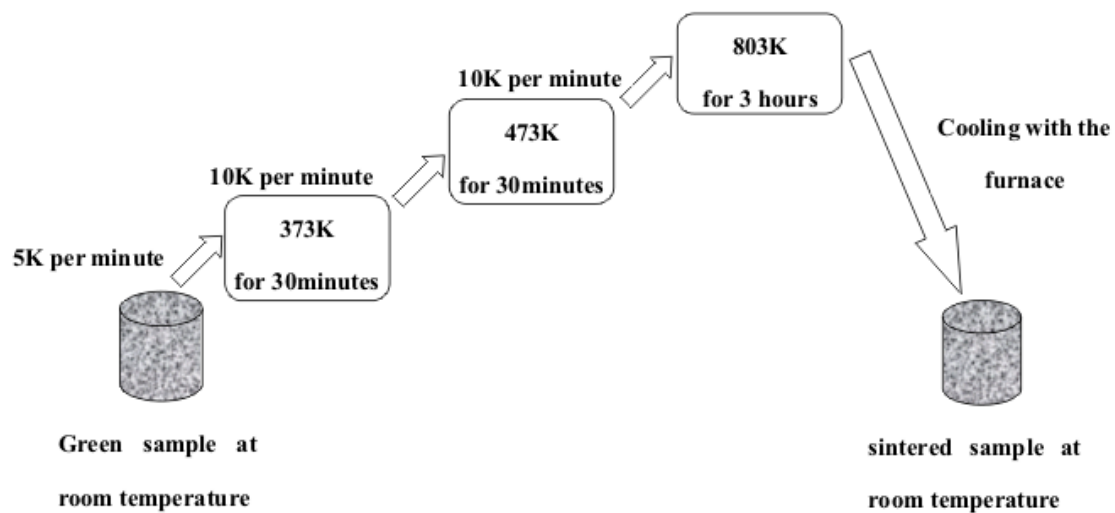 5K per minute
10K per minute
373K
for 30minutes
10K per minute
473K
for 30minutes
803K
for 3 hours
Cooling with the
furnace
Green sample at
room temperature
sintered sample at
room temperature